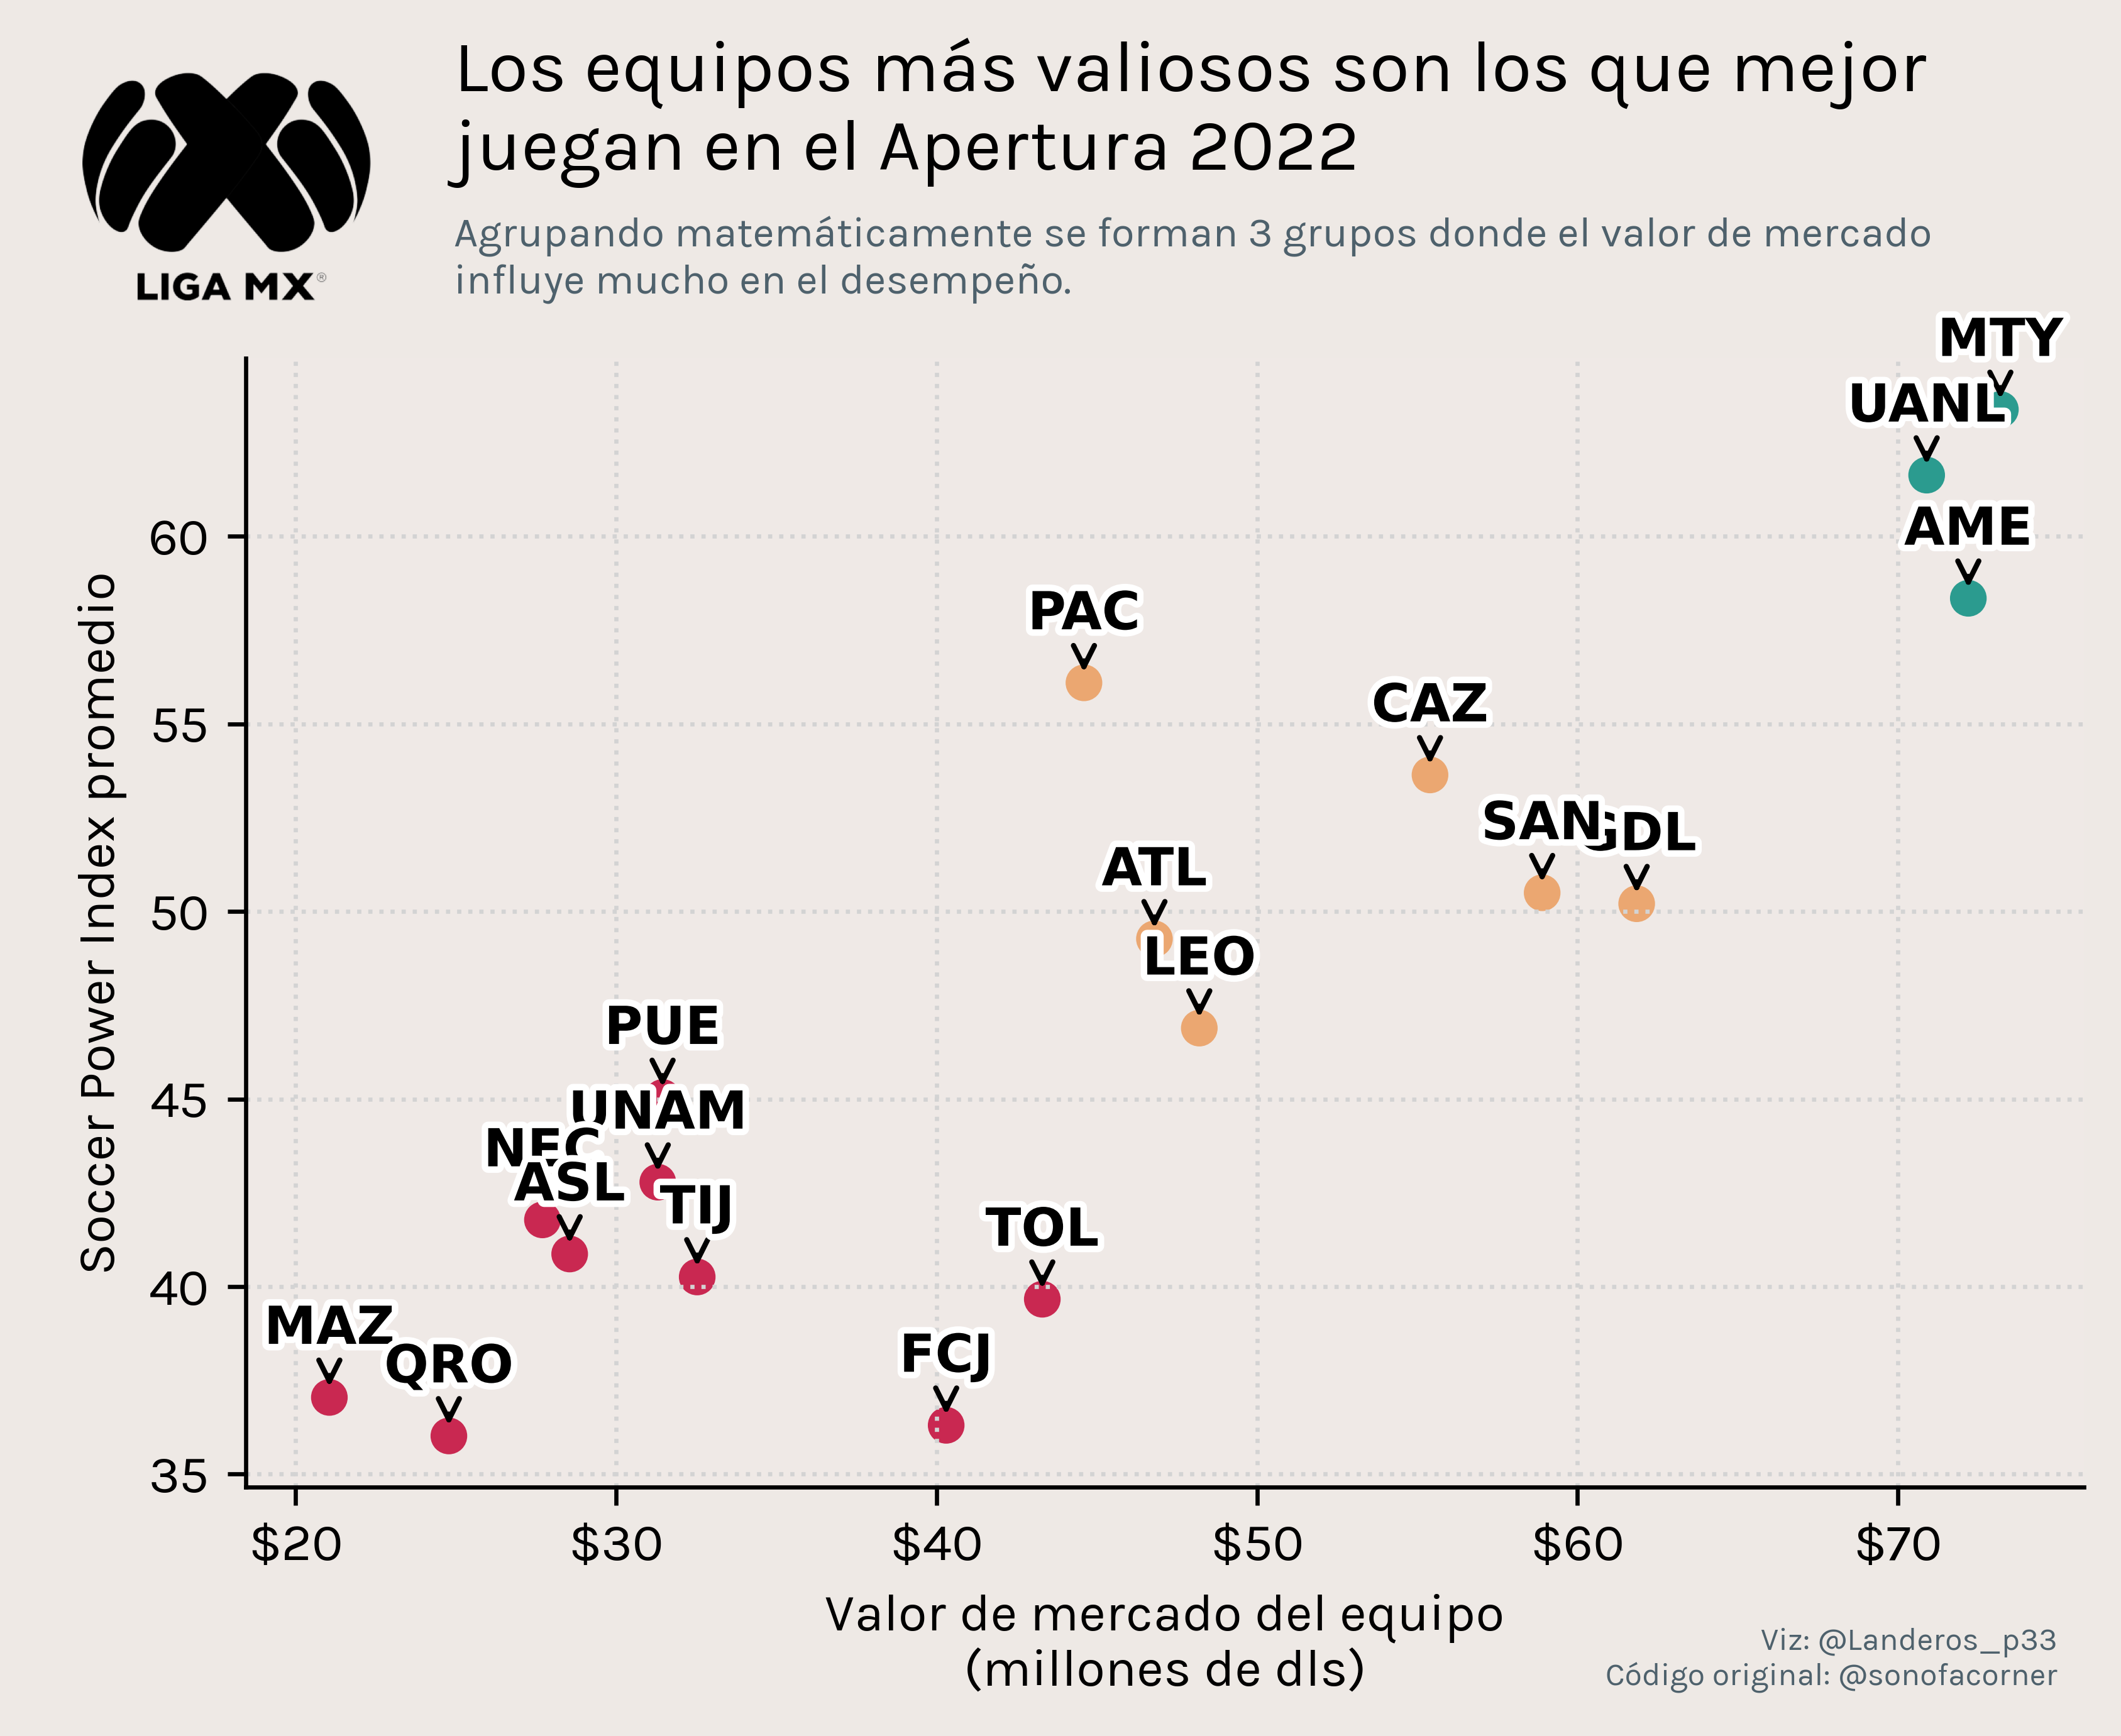 Los equipos más valiosos son los que mejor
juegan en el Apertura 2022
Agrupando matemáticamente se forman 3 grupos donde el valor de mercado
influye mucho en el desempeño.
LIGA MX®
MTY
UANL
AME
PAC
CAZ
SAN
GDL
ATL
LEO
PUE
UNAM
NEC
ASL
TIJ
TOL
MAZ
QRO
FCJ
Soccer Power Index promedio
60
55
50
45
40
35
$20
$30
$40
$50
$60
$70
Valor de mercado del equipo
(millones de dls)
Viz: @Landeros_p33
Código original: @sonofacorner